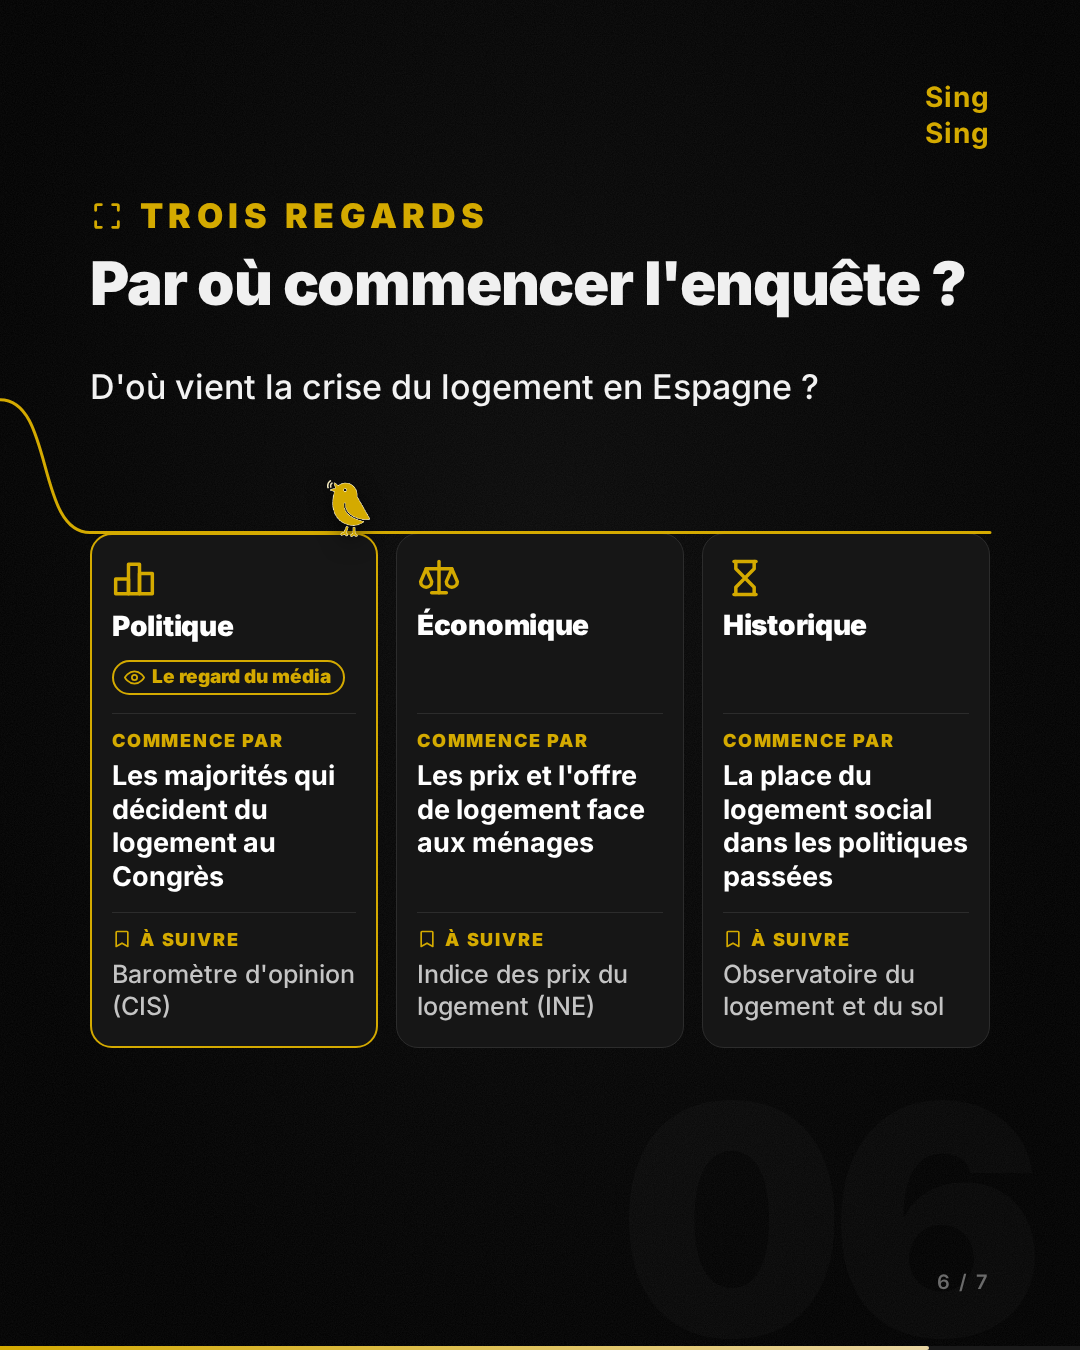 Sing
Sing
TROIS REGARDS
Par où commencer l'enquête ?
D'où vient la crise du logement en Espagne ?
Politique
Le regard du média
COMMENCE PAR
Les majorités qui
décident du
logement au
Congrès
À SUIVRE
Baromètre d'opinion
(CIS)
Économique
COMMENCE PAR
Les prix et l'offre
de logement face
aux ménages
À SUIVRE
Indice des prix du
logement (INE)
Historique
COMMENCE PAR
La place du
logement social
dans les politiques
passées
À SUIVRE
Observatoire du
logement et du sol
06
6 / 7